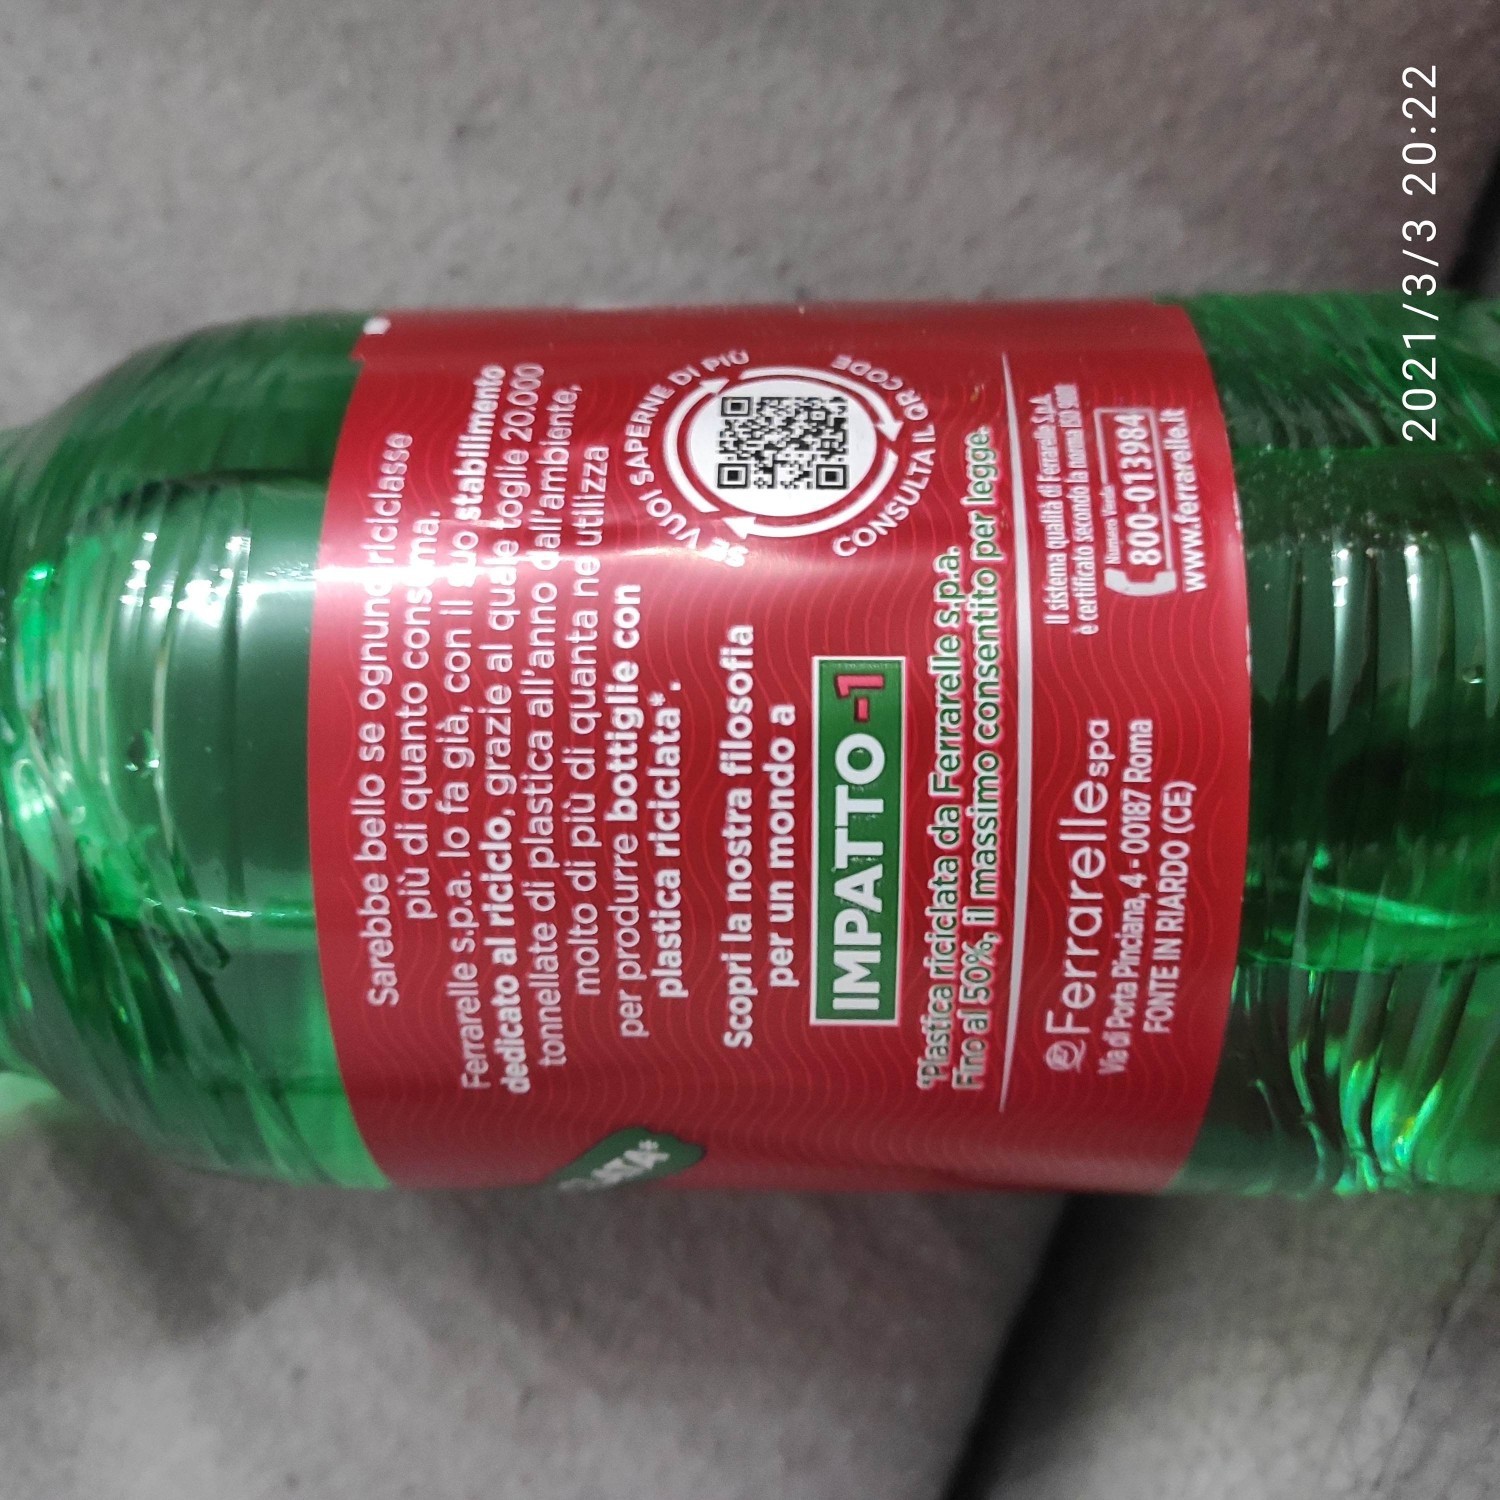 Sarebbe bello se ognuno riciclasse
più di quanto consuma.
Ferrarelle s.p.a. lo fa già, con il suo stabilimento
dedicato al riciclo, grazie al quale toglie 20.000
tonnellate di plastica all'anno dall'ambiente,
molto di più di quanta ne utilizza
per produrre bottiglie con
plastica riciclata*.
Scopri la nostra filosofia
per un mondo a
IMPATTO -1
VUOI SAPERNE DI PIÙ
CONSULTA IL QR CODE
*Plastica riciclata da Ferrarelle s.p.a.
Fino al 50%, il massimo consentito per legge.
Ferrarelle spa
Via di Porta Pinciana, 4 - 00187 Roma
FONTE IN RIARDO (CE)
Il sistema qualità di Ferrarelle S.p.A.
è certificato secondo la norma ISO
Numero Verde
800-013984
www.ferrarelle.it
2021/3/3 20:22